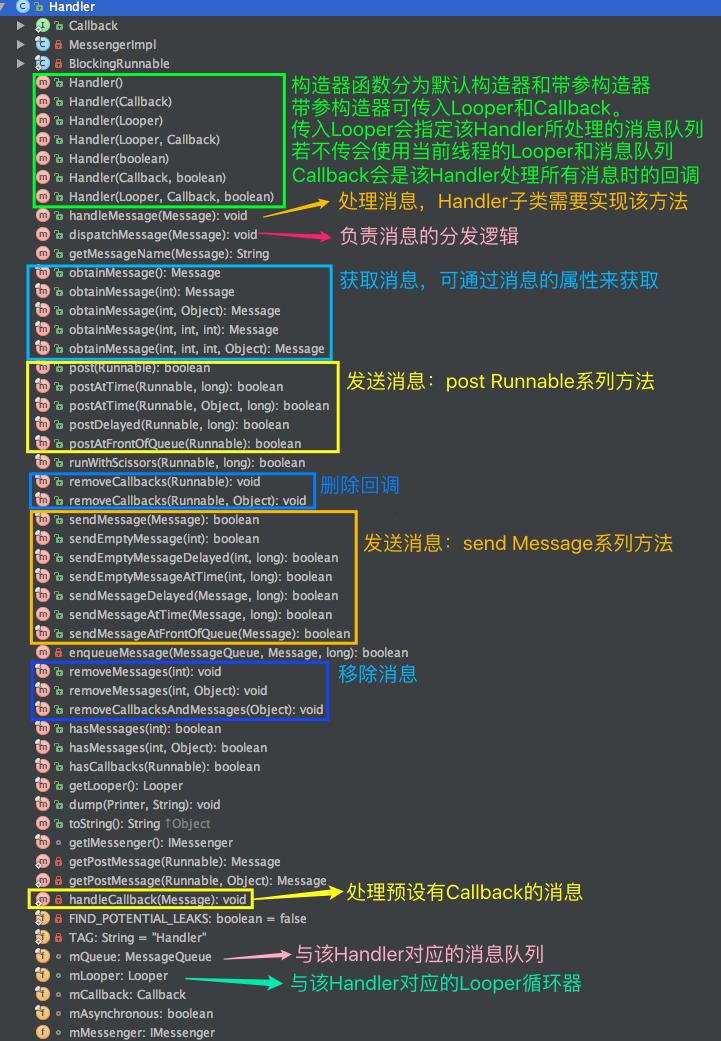 Handler
Callback
MessengerImpl
BlockingRunnable
Handler()
构造器函数分为默认构造器和带参构造器
Handler(Callback)
带参构造器可传入Looper和Callback。
Handler(Looper)
传入Looper会指定该Handler所处理的消息队列
Handler(Looper, Callback)
若不传会使用当前线程的Looper和消息队列
Handler(boolean)
Handler(Callback, boolean)
Callback会是该Handler处理所有消息时的回调
Handler(Looper, Callback, boolean)
handleMessage(Message): void
处理消息，Handler子类需要实现该方法
dispatchMessage(Message): void
负责消息的分发逻辑
getMessageName(Message): String
obtainMessage(): Message
获取消息，可通过消息的属性来获取
obtainMessage(int): Message
obtainMessage(int, Object): Message
obtainMessage(int, int, int): Message
obtainMessage(int, int, int, Object): Message
post(Runnable): boolean
postAtTime(Runnable, long): boolean
发送消息：post Runnable系列方法
postAtTime(Runnable, Object, long): boolean
postDelayed(Runnable, long): boolean
postAtFrontOfQueue(Runnable): boolean
runWithScissors(Runnable, long): boolean
removeCallbacks(Runnable): void
删除回调
removeCallbacks(Runnable, Object): void
sendMessage(Message): boolean
sendEmptyMessage(int): boolean
发送消息：send Message系列方法
sendEmptyMessageDelayed(int, long): boolean
sendEmptyMessageAtTime(int, long): boolean
sendMessageDelayed(Message, long): boolean
sendMessageAtTime(Message, long): boolean
sendMessageAtFrontOfQueue(Message): boolean
enqueueMessage(MessageQueue, Message, long): boolean
removeMessages(int): void
移除消息
removeMessages(int, Object): void
removeCallbacksAndMessages(Object): void
hasMessages(int): boolean
hasMessages(int, Object): boolean
hasCallbacks(Runnable): boolean
getLooper(): Looper
dump(Printer, String): void
toString(): String ↑Object
getIMessenger(): IMessenger
getPostMessage(Runnable): Message
getPostMessage(Runnable, Object): Message
handleCallback(Message): void
处理预设有Callback的消息
FIND_POTENTIAL_LEAKS: boolean = false
TAG: String = "Handler"
mQueue: MessageQueue
与该Handler对应的消息队列
mLooper: Looper
与该Handler对应的Looper循环器
mCallback: Callback
mAsynchronous: boolean
mMessenger: IMessenger